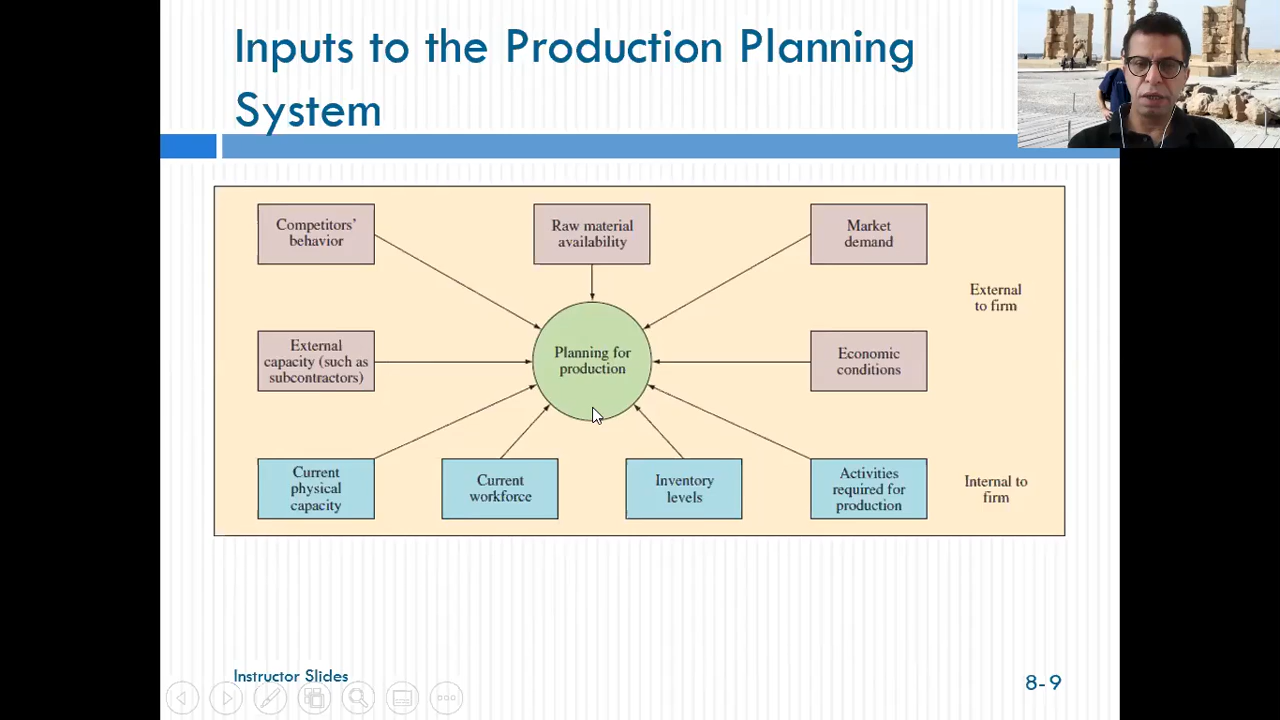 Inputs to the Production Planning
System
Competitors'
behavior
Raw material
availability
Market
demand
External
to firm
External
capacity (such as
subcontractors)
Planning for
production
Economic
conditions
Current
physical
capacity
Current
workforce
Inventory
levels
Activities
required for
production
Internal to
firm
Instructor Slides
8-9